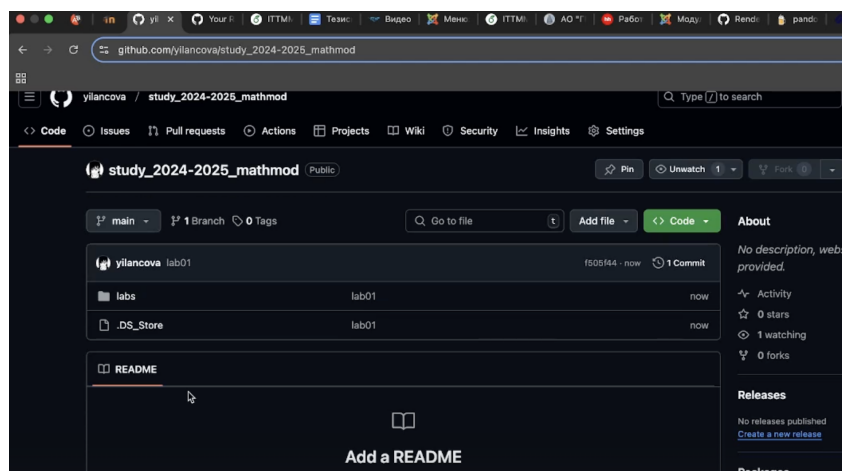 yil
Your R
ITTMM
Тезис
Видео
Меню
ITTMM
АО "Г
Работ
Моду
Rende
pando
github.com/yilancova/study_2024-2025_mathmod
yilancova / study_2024-2025_mathmod
Type / to search
Code Issues Pull requests Actions Projects Wiki Security Insights Settings
study_2024-2025_mathmod Public
Pin Unwatch 1 Fork 0
main 1 Branch 0 Tags Go to file t Add file Code About
No description, webs
provided.
yilancova lab01 f505f44 · now 1 Commit
labs lab01 now
.DS_Store lab01 now
Activity
0 stars
1 watching
0 forks
README
Releases
No releases published
Create a new release
Add a README